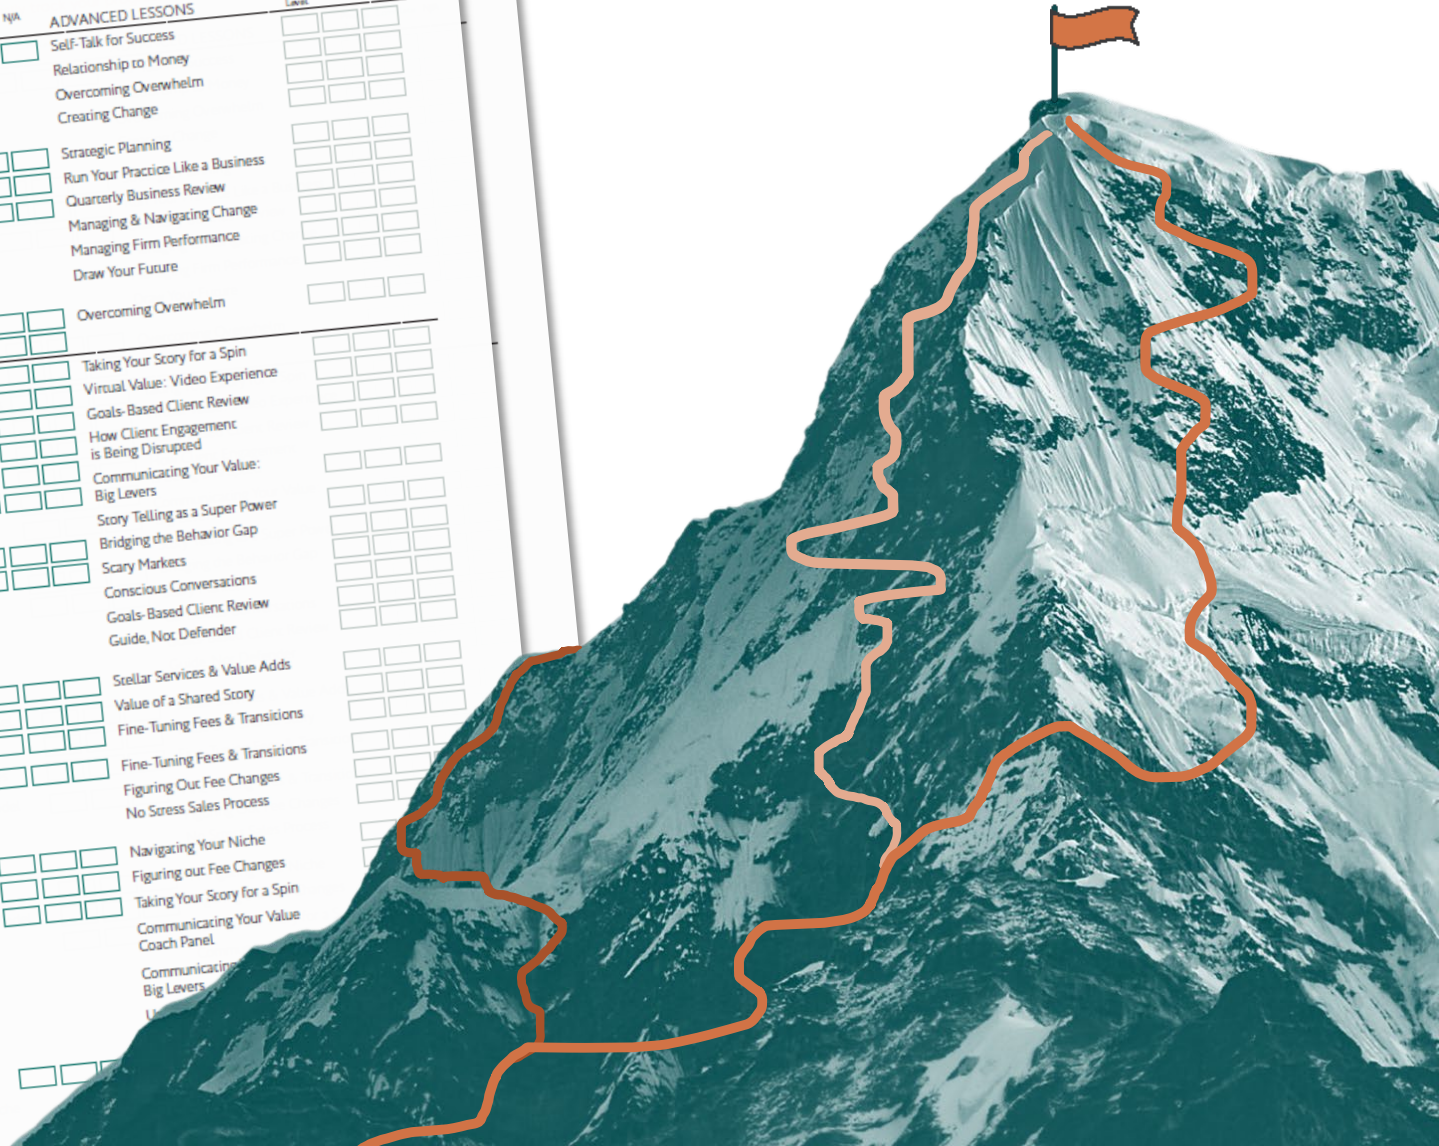 N/A
ADVANCED LESSONS
Level
Self-Talk for Success
Relationship to Money
Overcoming Overwhelm
Creating Change
Strategic Planning
Run Your Practice Like a Business
Quarterly Business Review
Managing & Navigating Change
Managing Firm Performance
Draw Your Future
Overcoming Overwhelm
Taking Your Story for a Spin
Virtual Value: Video Experience
Goals-Based Client Review
How Client Engagement
is Being Disrupted
Communicating Your Value:
Big Levers
Story Telling as a Super Power
Bridging the Behavior Gap
Scary Markets
Conscious Conversations
Goals-Based Client Review
Guide, Not Defender
Stellar Services & Value Adds
Value of a Shared Story
Fine-Tuning Fees & Transitions
Fine-Tuning Fees & Transitions
Figuring Out Fee Changes
No Stress Sales Process
Navigating Your Niche
Figuring out Fee Changes
Taking Your Story for a Spin
Communicating Your Value
Coach Panel
Communicating
Big Levers